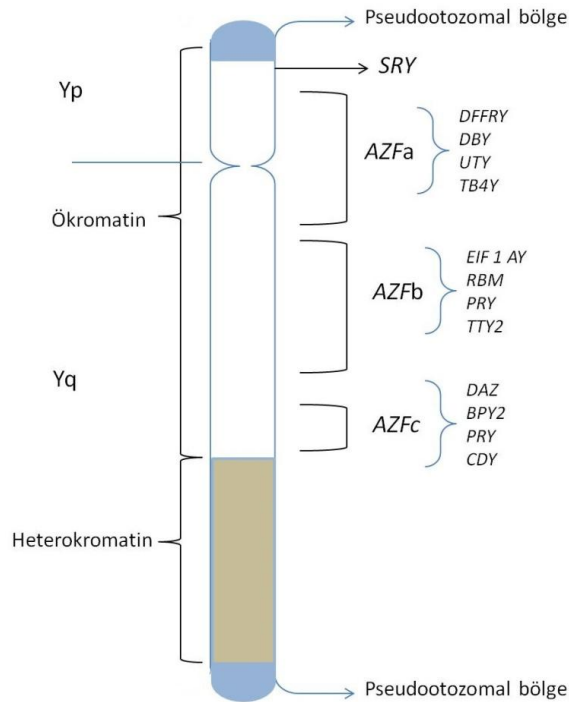 Pseudootozomal bölge
SRY
Yp
DFFRY
DBY
AZFa
UTY
TB4Y
Ökromatin
EIF 1 AY
RBM
AZFb
PRY
TTY2
Yq
DAZ
BPY2
AZFc
PRY
CDY
Heterokromatin
Pseudootozomal bölge